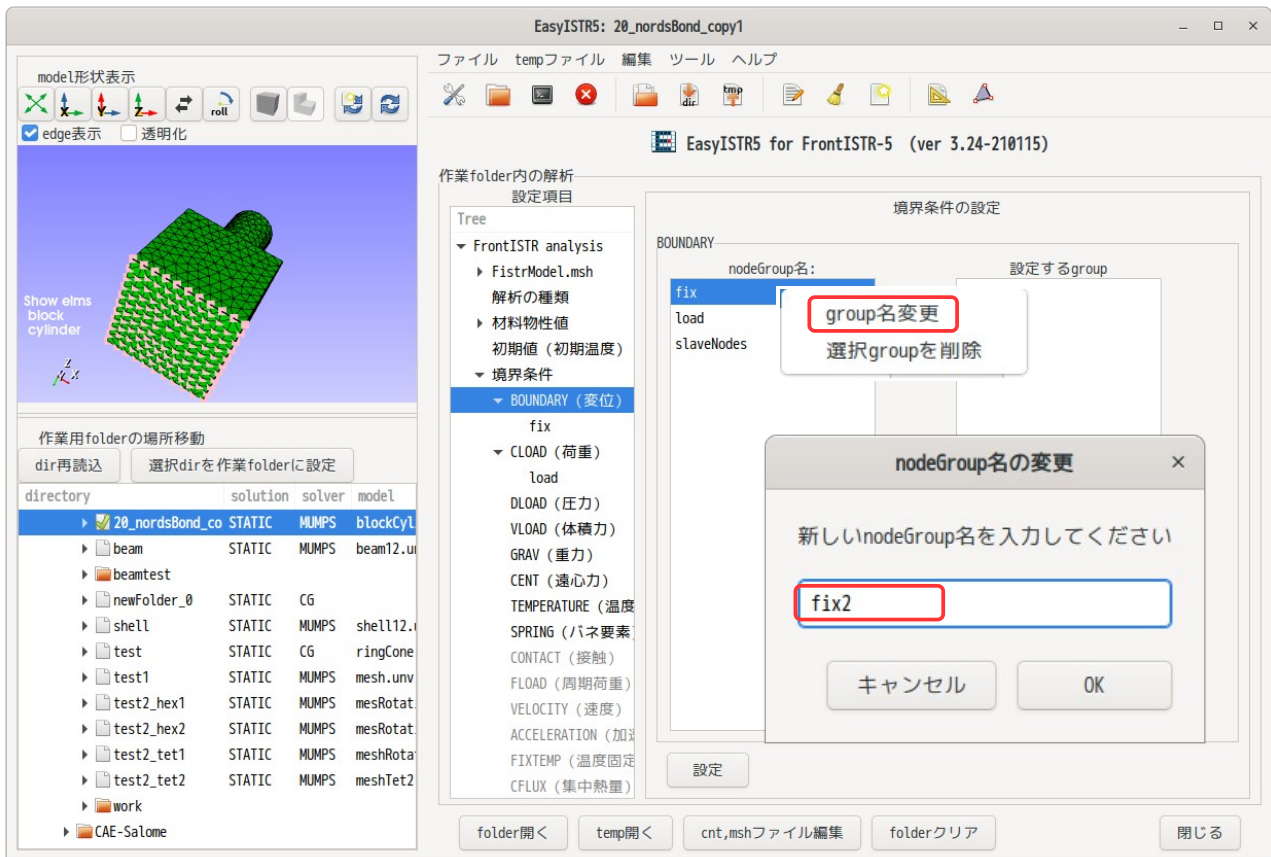 EasyISTR5: 20_nordsBond_copy1
model形状表示
roll
edge表示 透明化
Show elms
block
cylinder
Z
X
作業用folderの場所移動
dir再読込 選択dirを作業folderに設定
directory solution solver model
20_nordsBond_co STATIC MUMPS blockCyl
beam STATIC MUMPS beam12.u
beamtest
newFolder_0 STATIC CG
shell STATIC MUMPS shell12.
test STATIC CG ringCone
test1 STATIC MUMPS mesh.unv
test2_hex1 STATIC MUMPS mesRotat
test2_hex2 STATIC MUMPS mesRotat
test2_tet1 STATIC MUMPS meshRota
test2_tet2 STATIC MUMPS meshTet2
work
CAE-Salome
ファイル tempファイル 編集 ツール ヘルプ
dir tmp
EasyISTR5 for FrontISTR-5 (ver 3.24-210115)
作業folder内の解析
設定項目
Tree
FrontISTR analysis
FistrModel.msh
解析の種類
材料物性値
初期値（初期温度）
境界条件
BOUNDARY（変位）
fix
CLOAD（荷重）
load
DLOAD（圧力）
VLOAD（体積力）
GRAV（重力）
CENT（遠心力）
TEMPERATURE（温度
SPRING（バネ要素
CONTACT（接触）
FLOAD（周期荷重）
VELOCITY（速度）
ACCELERATION（加
FIXTEMP（温度固定
CFLUX（集中熱量）
境界条件の設定
BOUNDARY
nodeGroup名: 設定するgroup
fix
load
slaveNodes
group名変更
選択groupを削除
nodeGroup名の変更
新しいnodeGroup名を入力してください
fix2
キャンセル OK
設定
folder開く temp開く cnt,mshファイル編集 folderクリア 閉じる